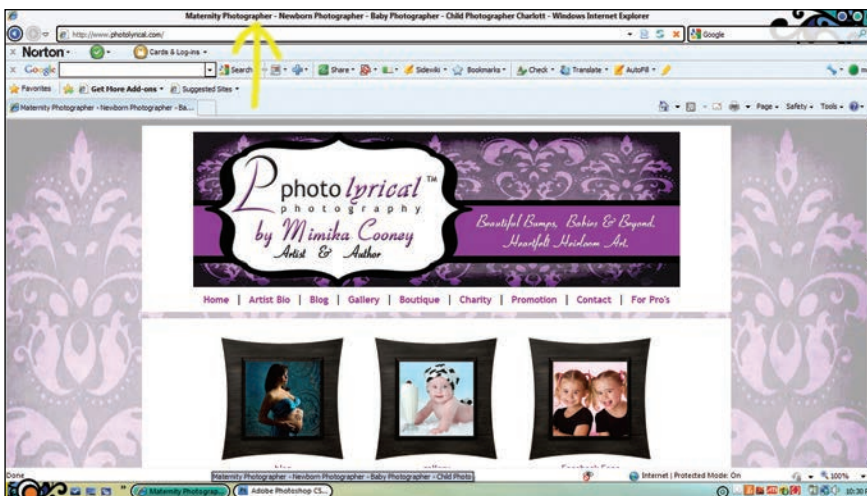 Maternity Photographer - Newborn Photographer - Baby Photographer - Child Photographer Charlott - Windows Internet Explorer
http://www.photolyrical.com/
Google
Norton
Cards & Log-ins
Google
Search
Share
Sidewiki
Bookmarks
Check
Translate
AutoFill
Favorites
Get More Add-ons
Suggested Sites
Maternity Photographer - Newborn Photographer - Ba...
Page
Safety
Tools
photo lyrical ™
photography
by Mimika Cooney
Artist & Author
Beautiful Bumps, Babies & Beyond.
Heartfelt Heirloom Art.
Home | Artist Bio | Blog | Gallery | Boutique | Charity | Promotion | Contact | For Pro's
Done
Maternity Photographer - Newborn Photographer - Baby Photographer - Child Photo
Internet | Protected Mode: On
100%
Maternity Photograp...
Adobe Photoshop CS...